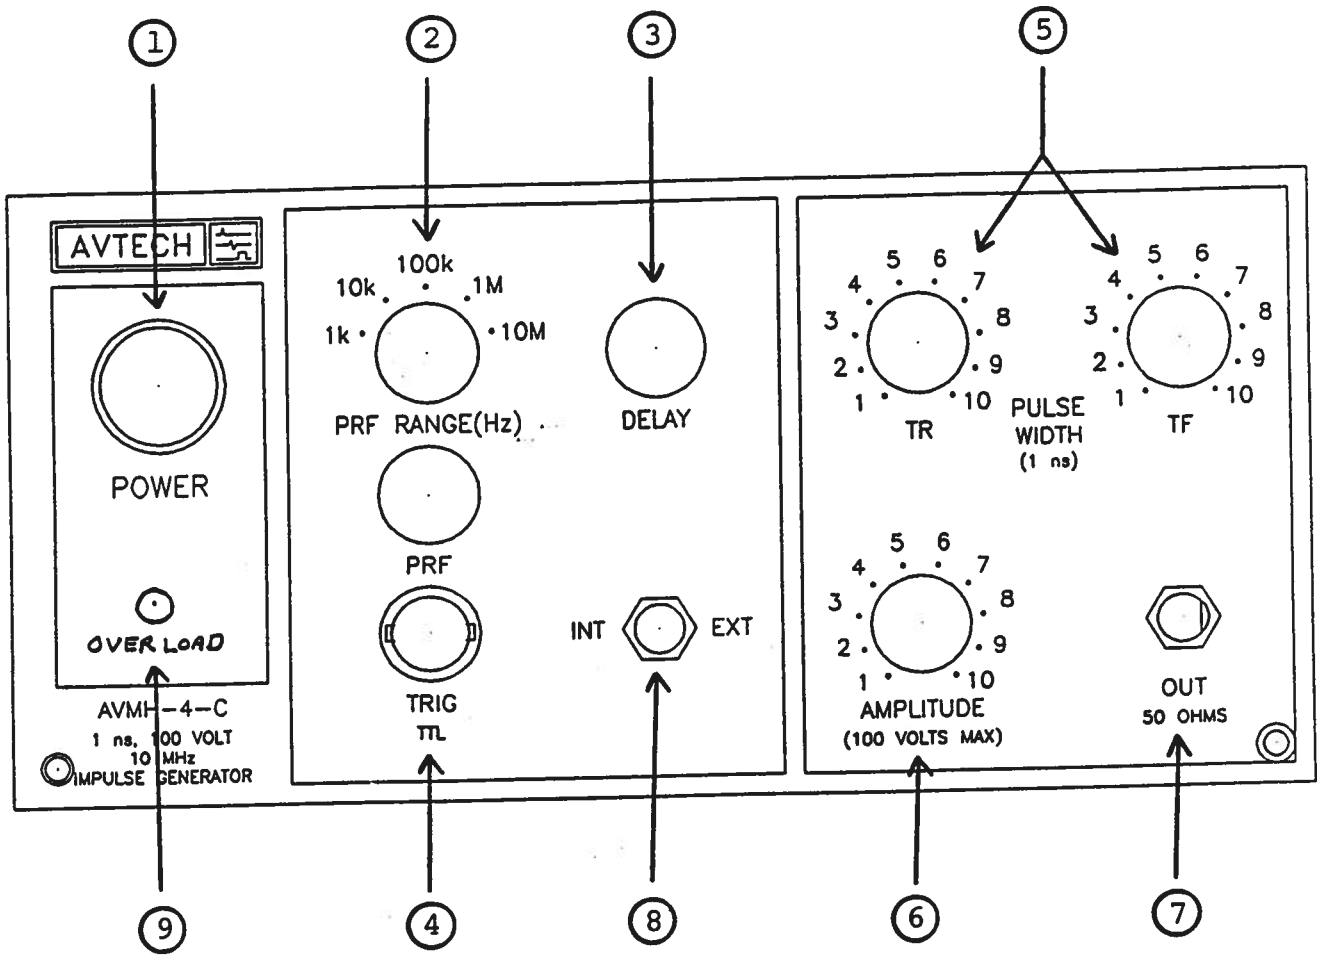 1
2
3
5
AVTECH
POWER
OVERLOAD
AVMH-4-C
1 ns, 100 VOLT
10 MHz
IMPULSE GENERATOR
1k
10k
100k
1M
10M
PRF RANGE(Hz)
PRF
TRIG
TTL
DELAY
INT
EXT
1
2
3
4
5
6
7
8
9
10
TR
PULSE
WIDTH
(1 ns)
1
2
3
4
5
6
7
8
9
10
TF
1
2
3
4
5
6
7
8
9
10
AMPLITUDE
(100 VOLTS MAX)
OUT
50 OHMS
9
4
8
6
7